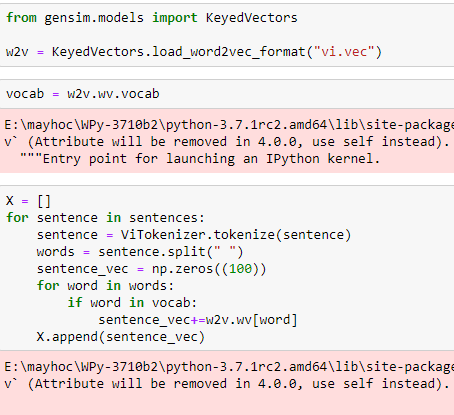 from gensim.models import KeyedVectors
w2v = KeyedVectors.load_word2vec_format("vi.vec")
vocab = w2v.wv.vocab
E:\mayhoc\WPy-3710b2\python-3.7.1rc2.amd64\lib\site-package
v` (Attribute will be removed in 4.0.0, use self instead).
"""Entry point for launching an IPython kernel.
X = []
for sentence in sentences:
    sentence = ViTokenizer.tokenize(sentence)
    words = sentence.split(" ")
    sentence_vec = np.zeros((100))
    for word in words:
        if word in vocab:
            sentence_vec+=w2v.wv[word]
    X.append(sentence_vec)
E:\mayhoc\WPy-3710b2\python-3.7.1rc2.amd64\lib\site-package
v` (Attribute will be removed in 4.0.0, use self instead).